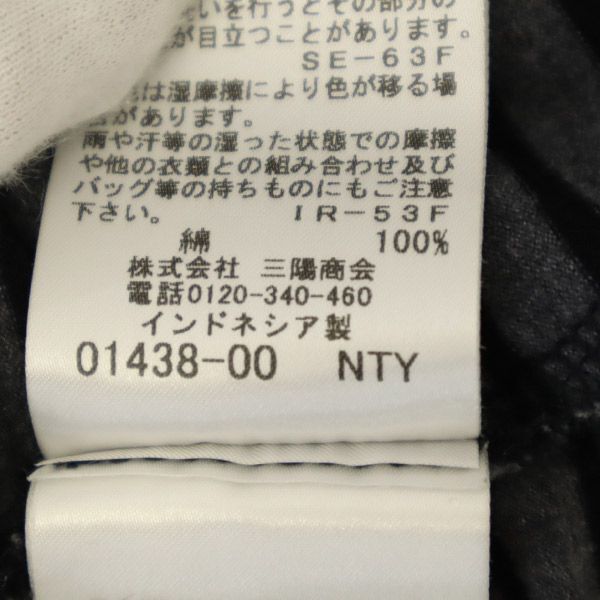 いを行うとその部分の
が目立つことがあります。
SE-63F
は湿摩擦により色が移る場
があります。
雨や汗等の湿った状態での摩擦
や他の衣類との組み合わせ及び
バッグ等の持ちものにもご注意
下さい。 IR-53F
綿 100%
株式会社 三陽商会
電話0120-340-460
インドネシア製
01438-00 NTY